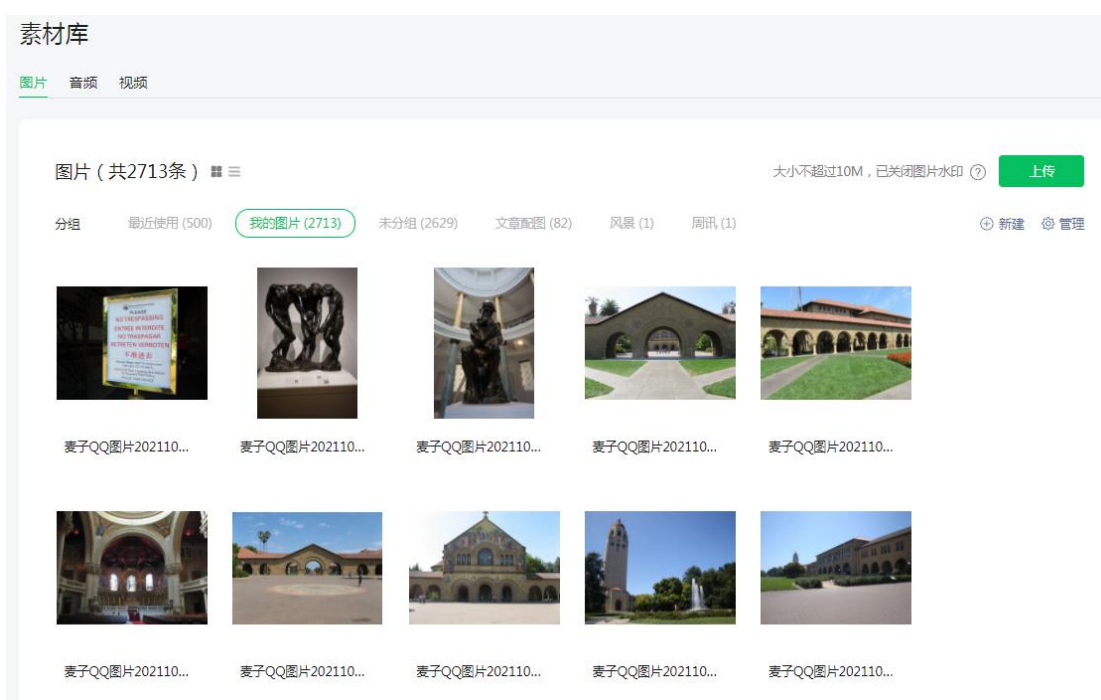 素材库
图片 音频 视频
图片 ( 共2713条 )
大小不超过10M , 已关闭图片水印 ? 上传
分组 最近使用 (500) 我的图片 (2713) 未分组 (2629) 文章配图 (82) 风景 (1) 周讯 (1) 新建 管理
PLEASE
NO TRESPASSING
ENTREE INTERDITE
NO TRASPASAR
BETRETEN VERBOTEN
不准进去
麦子QQ图片202110... 麦子QQ图片202110... 麦子QQ图片202110... 麦子QQ图片202110... 麦子QQ图片202110...
麦子QQ图片202110... 麦子QQ图片202110... 麦子QQ图片202110... 麦子QQ图片202110... 麦子QQ图片202110...